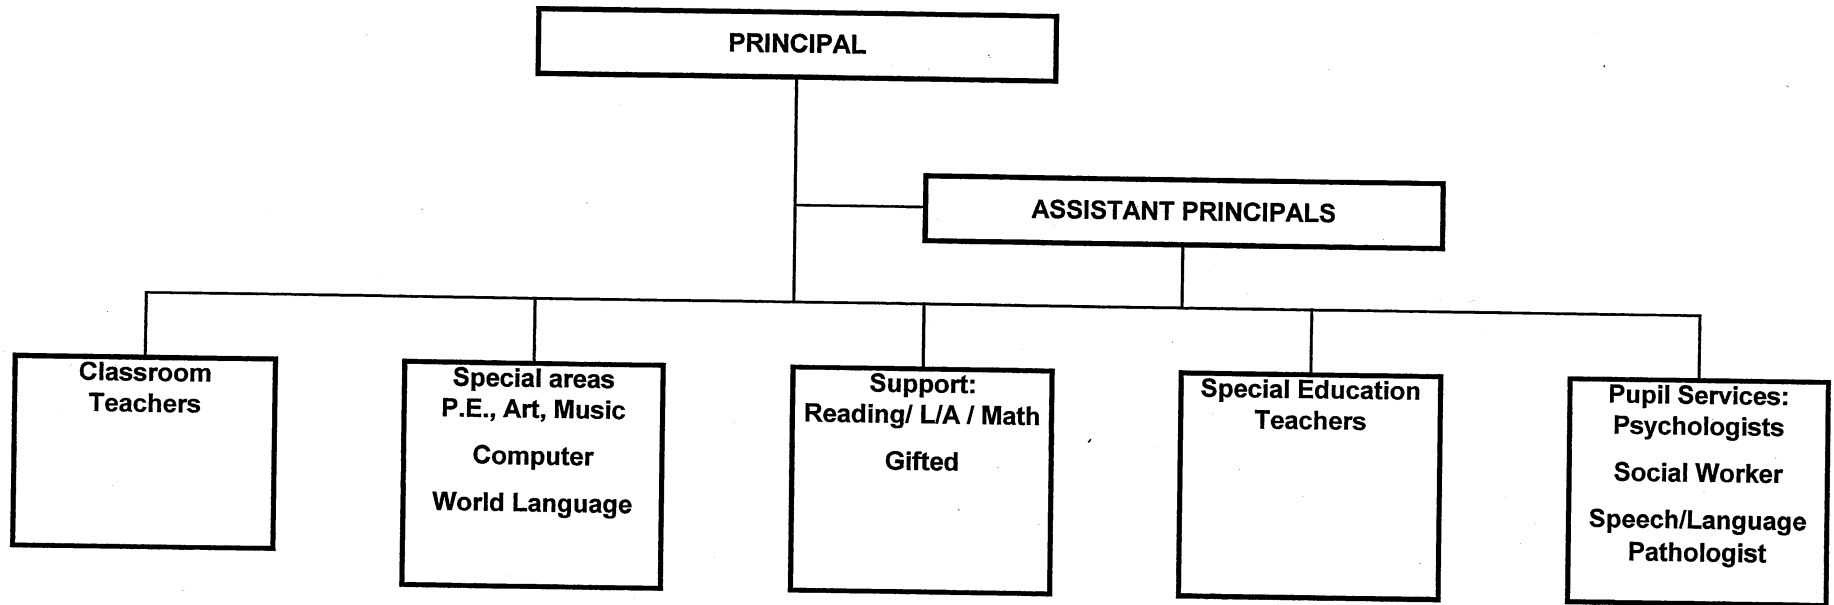 PRINCIPAL
ASSISTANT PRINCIPALS
Classroom
Teachers
Special areas
P.E., Art, Music
Computer
World Language
Support:
Reading/ L/A / Math
Gifted
Special Education
Teachers
Pupil Services:
Psychologists
Social Worker
Speech/Language
Pathologist